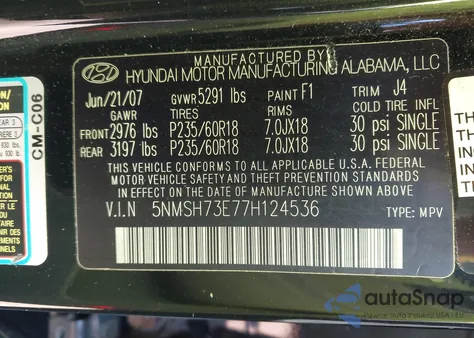 MANUFACTURED BY
HYUNDAI MOTOR MANUFACTURING ALABAMA, LLC
Jun/21/07 GVWR 5291 lbs PAINT F1 TRIM J4
TIRES RIMS COLD TIRE INFL
FRONT 2976 lbs P235/60R18 7.0JX18 30 psi SINGLE
REAR 3197 lbs P235/60R18 7.0JX18 30 psi SINGLE
THIS VEHICLE CONFORMS TO ALL APPLICABLE U.S.A. FEDERAL
MOTOR VEHICLE SAFETY AND THEFT PREVENTION STANDARDS
IN EFFECT ON THE DATE OF MANUFACTURE SHOWN ABOVE.
V.I.N 5NMSH73E77H124536 TYPE: MPV
CM-C06
autoSnap